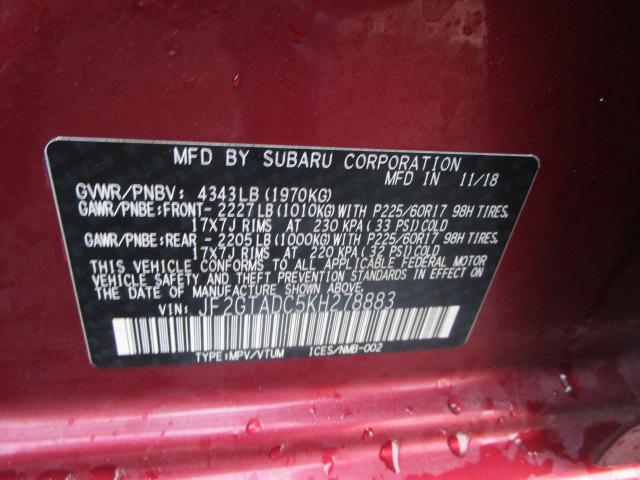 MFD BY SUBARU CORPORATION
MFD IN 11/18
GVWR/PNBV: 4343LB (1970KG)
GAWR/PNBE:FRONT- 2227LB (1010KG) WITH P225/60R17 98H TIRES,
17X7J RIMS AT 230 KPA (33 PSI) COLD
GAWR/PNBE:REAR - 2205LB (1000KG) WITH P225/60R17 98H TIRES,
17X7J RIMS AT 220 KPA (32 PSI) COLD
THIS VEHICLE CONFORMS TO ALL APPLICABLE FEDERAL MOTOR
VEHICLE SAFETY AND THEFT PREVENTION STANDARDS IN EFFECT ON
THE DATE OF MANUFACTURE SHOWN ABOVE.
VIN: JF2GTADC5KH278883
TYPE:MPV/VTUM ICES/NMB-002